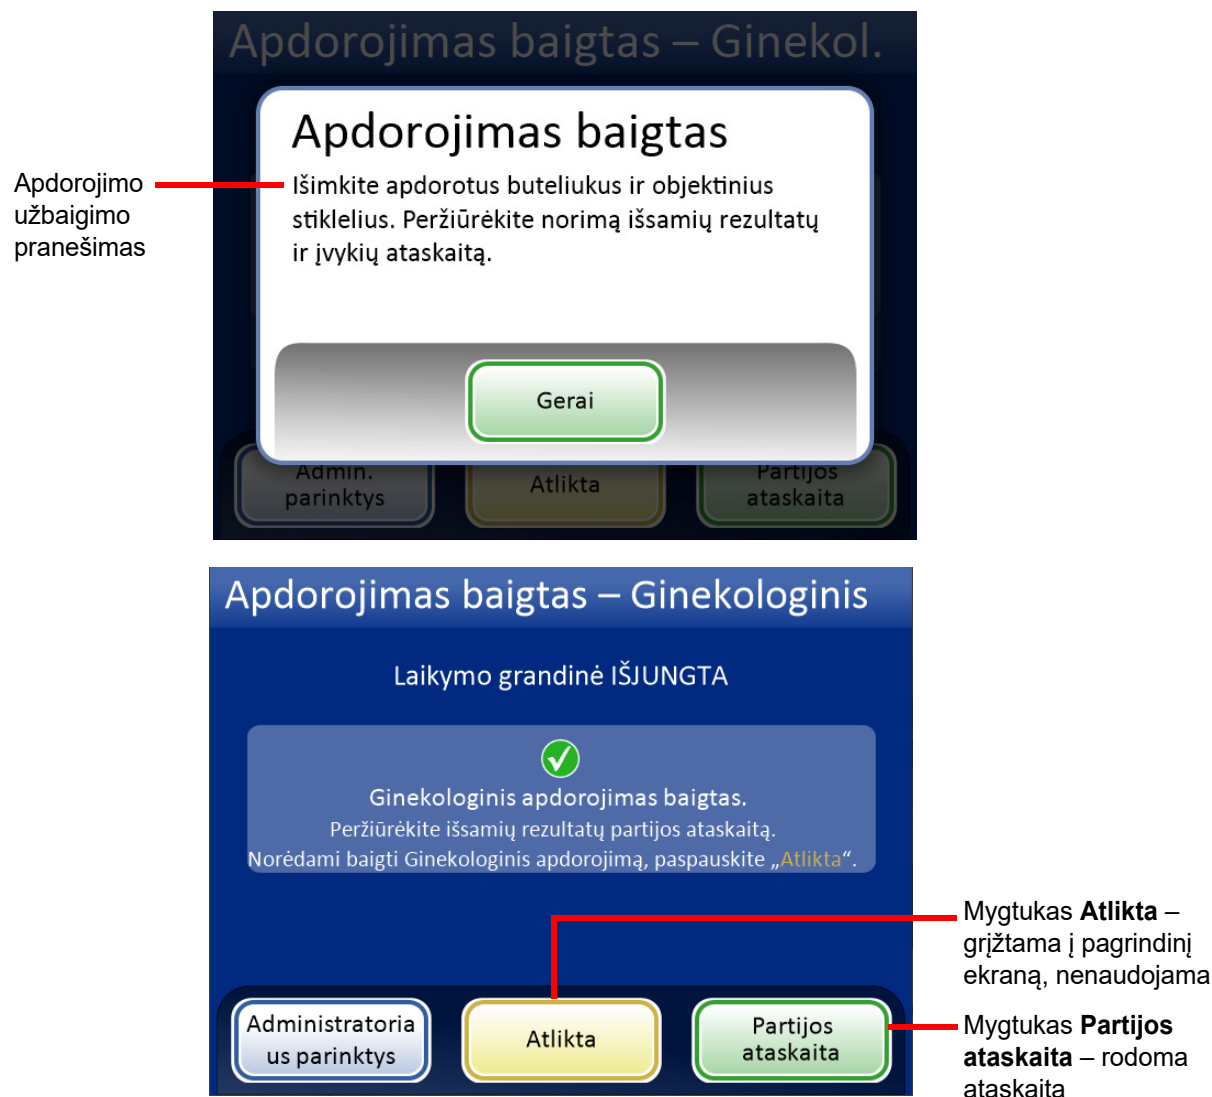 Apdorojimas baigtas – Ginekol.
Apdorojimas baigtas
Išimkite apdorotus buteliukus ir objektinius
stiklelius. Peržiūrėkite norimą išsamių rezultatų
ir įvykių ataskaitą.
Gerai
Admin.
parinktys
Atlikta
Partijos
ataskaita
Apdorojimo
užbaigimo
pranešimas
Apdorojimas baigtas – Ginekologinis
Laikymo grandinė IŠJUNGTA
Ginekologinis apdorojimas baigtas.
Peržiūrėkite išsamių rezultatų partijos ataskaitą.
Norėdami baigti Ginekologinis apdorojimą, paspauskite „Atlikta“.
Administratoria
us parinktys
Atlikta
Partijos
ataskaita
Mygtukas Atlikta –
grįžtama į pagrindinį
ekraną, nenaudojama
Mygtukas Partijos
ataskaita – rodoma
ataskaita